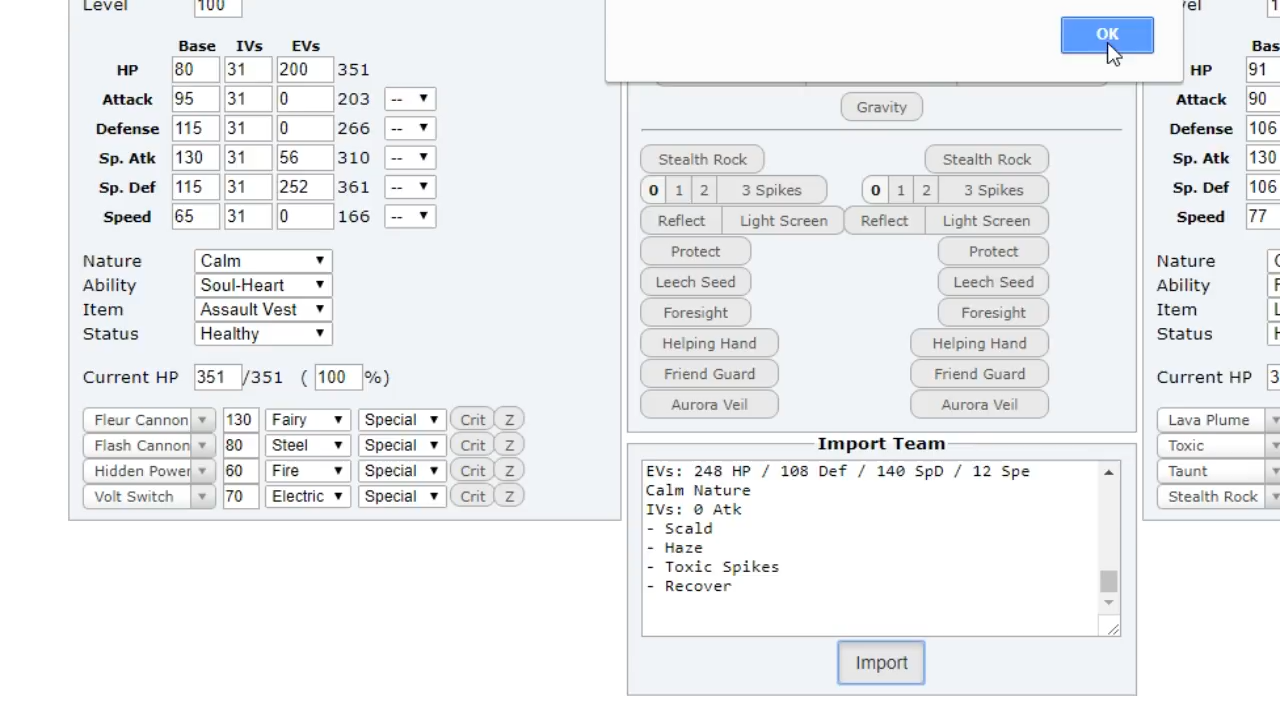 Level 100
Base IVs EVs
HP 80 31 200 351
Attack 95 31 0 203 --
Defense 115 31 0 266 --
Sp. Atk 130 31 56 310 --
Sp. Def 115 31 252 361 --
Speed 65 31 0 166 --
Nature Calm
Ability Soul-Heart
Item Assault Vest
Status Healthy
Current HP 351 /351 ( 100 %)
Fleur Cannon 130 Fairy Special Crit Z
Flash Cannon 80 Steel Special Crit Z
Hidden Power 60 Fire Special Crit Z
Volt Switch 70 Electric Special Crit Z
OK
Gravity
Stealth Rock Stealth Rock
0 1 2 3 Spikes 0 1 2 3 Spikes
Reflect Light Screen Reflect Light Screen
Protect Protect
Leech Seed Leech Seed
Foresight Foresight
Helping Hand Helping Hand
Friend Guard Friend Guard
Aurora Veil Aurora Veil
Import Team
EVs: 248 HP / 108 Def / 140 SpD / 12 Spe
Calm Nature
IVs: 0 Atk
- Scald
- Haze
- Toxic Spikes
- Recover
Import
HP 91
Attack 90
Defense 106
Sp. Atk 130
Sp. Def 106
Speed 77
Nature
Ability
Item
Status
Current HP
Lava Plume
Toxic
Taunt
Stealth Rock